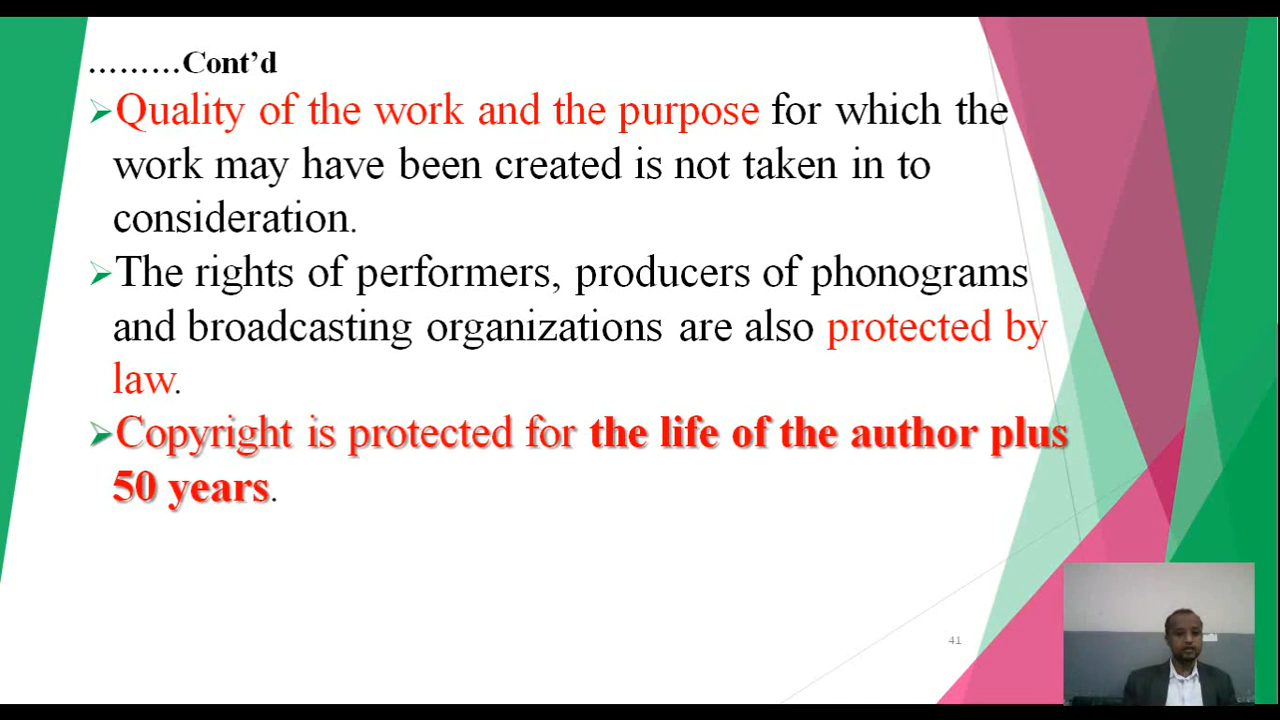 ………Cont’d
➢Quality of the work and the purpose for which the
work may have been created is not taken in to
consideration.
➢The rights of performers, producers of phonograms
and broadcasting organizations are also protected by
law.
➢Copyright is protected for the life of the author plus
50 years.
41